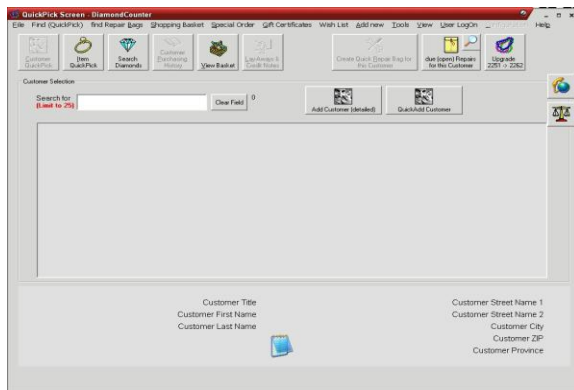 QuickPick Screen - DiamondCounter
File Find (QuickPick) find Repair Bags Shopping Basket Special Order Gift Certificates Wish List Add new Tools View User LogOn Help
Customer QuickPick
Item QuickPick
Search Diamonds
Customer Purchasing History
View Basket
Lay-Aways & Credit Notes
Create Quick Repair Bag for this Customer
due (open) Repairs for this Customer
Upgrade 2251 -> 2262
Customer Selection
Search for
(Limit to 25)
Clear Field
0
Add Customer (detailed)
QuickAdd Customer
Customer Title
Customer First Name
Customer Last Name
Customer Street Name 1
Customer Street Name 2
Customer City
Customer ZIP
Customer Province